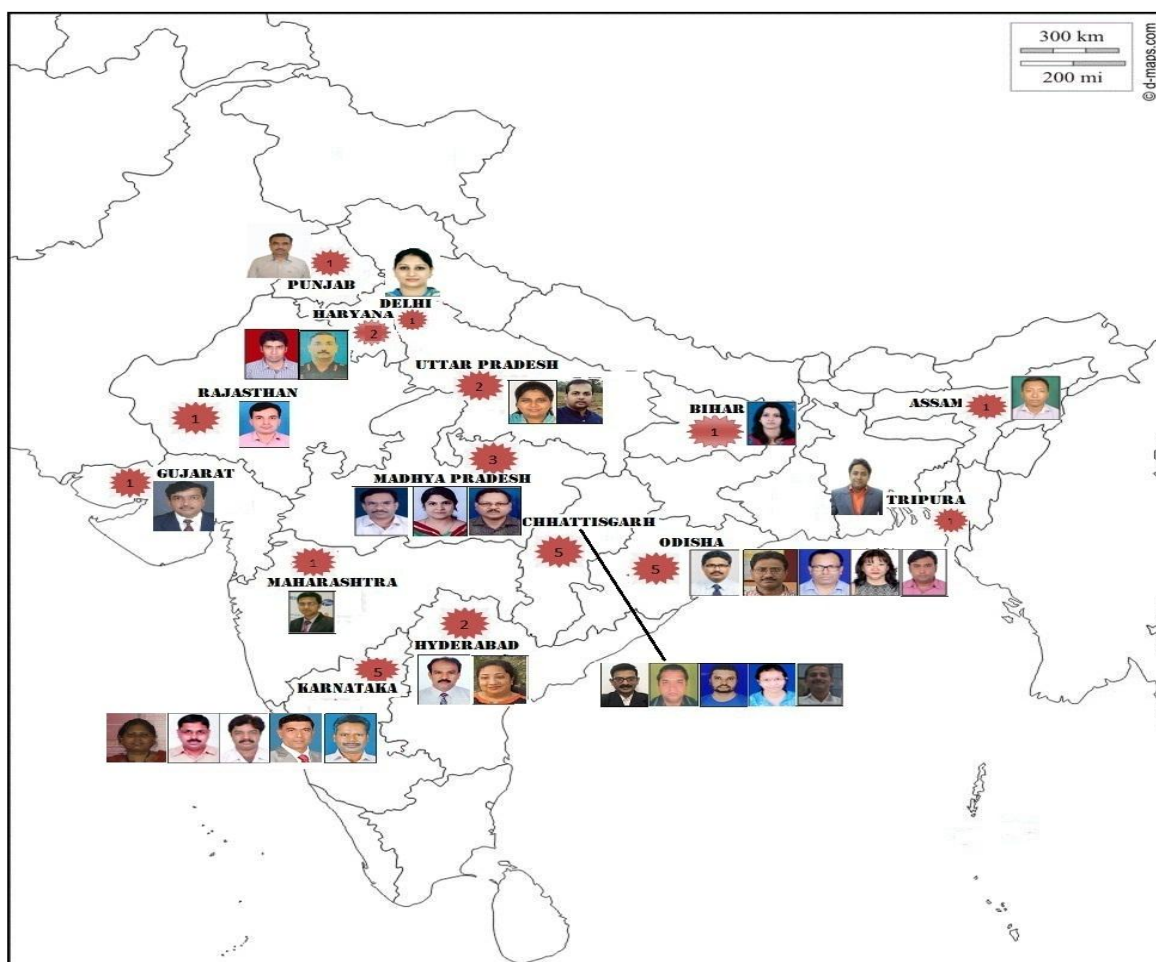 300 km
200 mi
© d-maps.com
1
PUNJAB
DELHI
1
HARYANA
2
UTTAR PRADESH
2
RAJASTHAN
1
BIHAR
1
ASSAM
1
GUJARAT
1
3
MADHYA PRADESH
TRIPURA
1
CHHATTISGARH
5
ODISHA
5
1
MAHARASHTRA
2
HYDERABAD
5
KARNATAKA